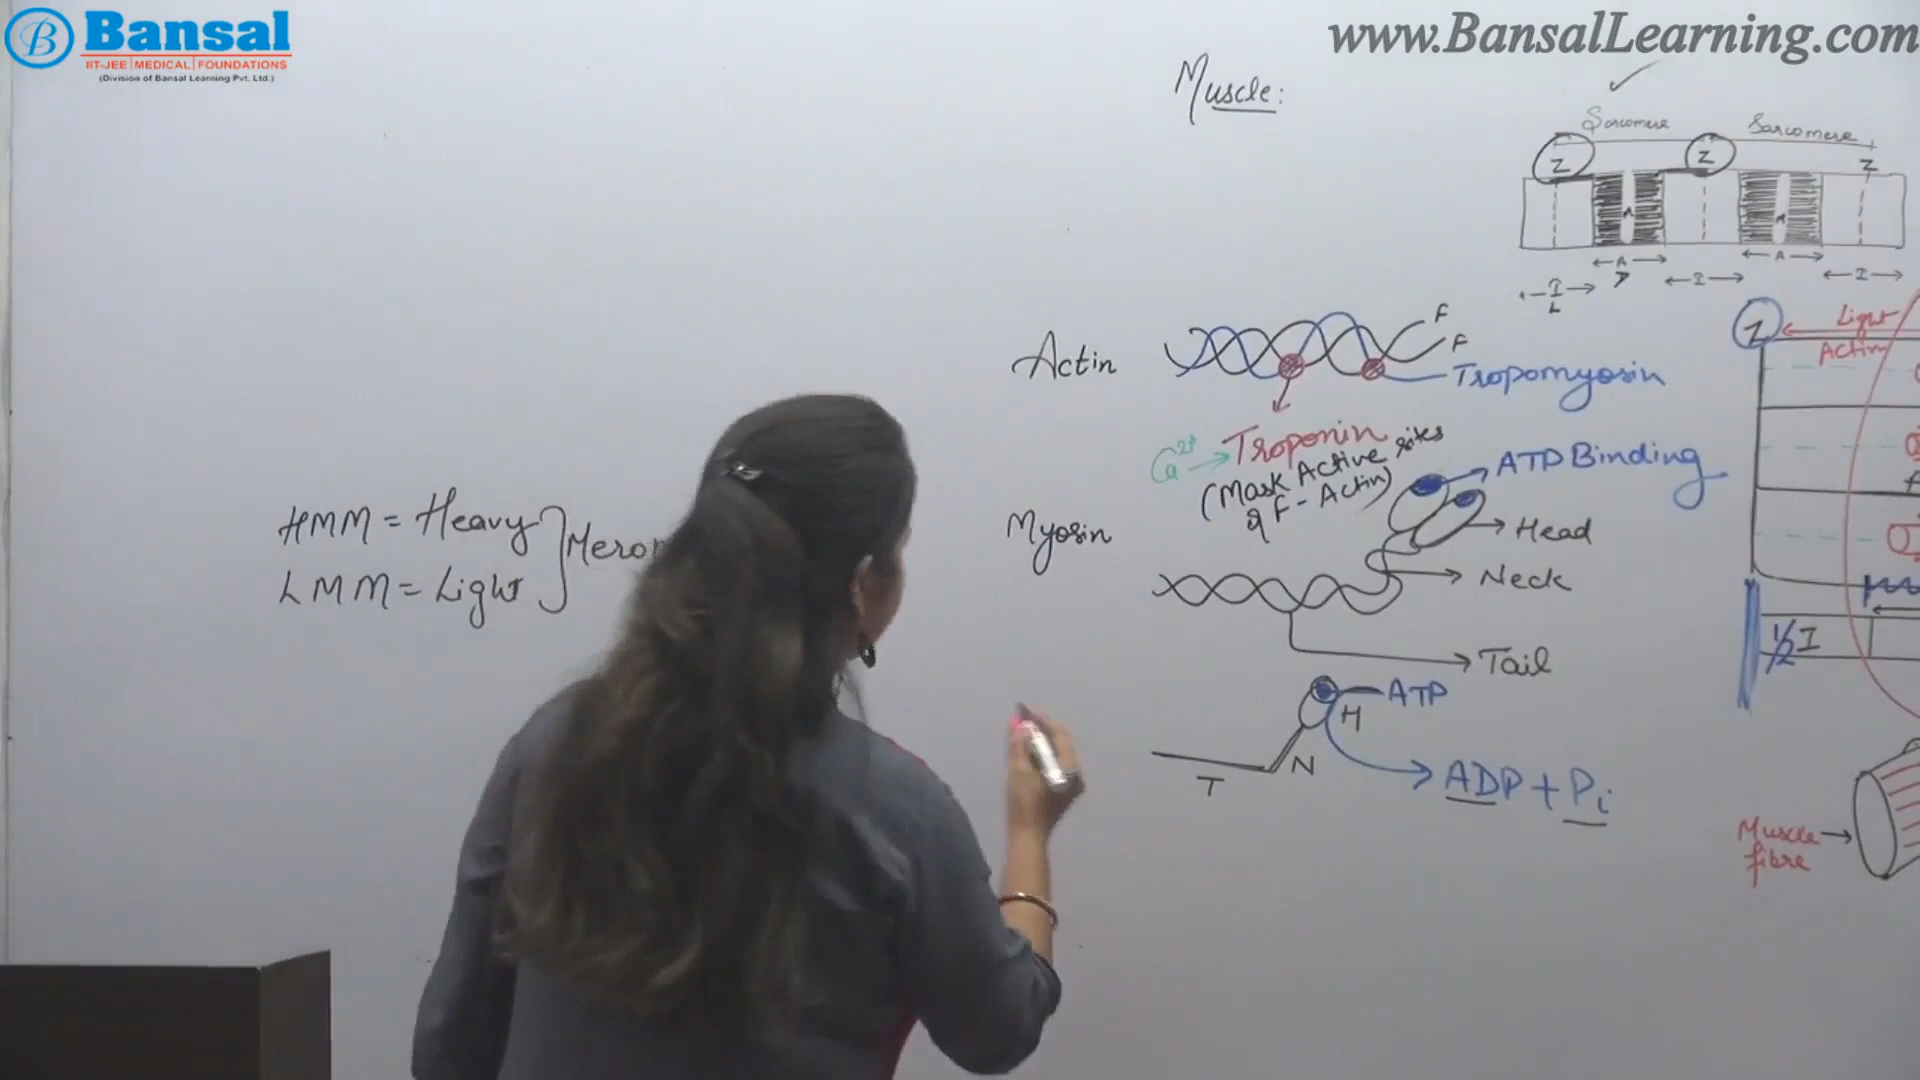 Bansal
IIT-JEE | MEDICAL | FOUNDATIONS
(Division of Bansal Learning Pvt. Ltd.)
www.BansalLearning.com
Muscle:
Sarcomere Sarcomere
Z Z Z
A A
I I I
L
Actin
F
F
Tropomyosin
Ca2+ → Troponin
(Mask Active sites
of F-Actin)
Z
Light
Actin
Myosin
ATP Binding
Head
Neck
Tail
HMM = Heavy
LMM = Light
ATP
H
N
T
ADP + Pi
1/2 I
Muscle
fibre